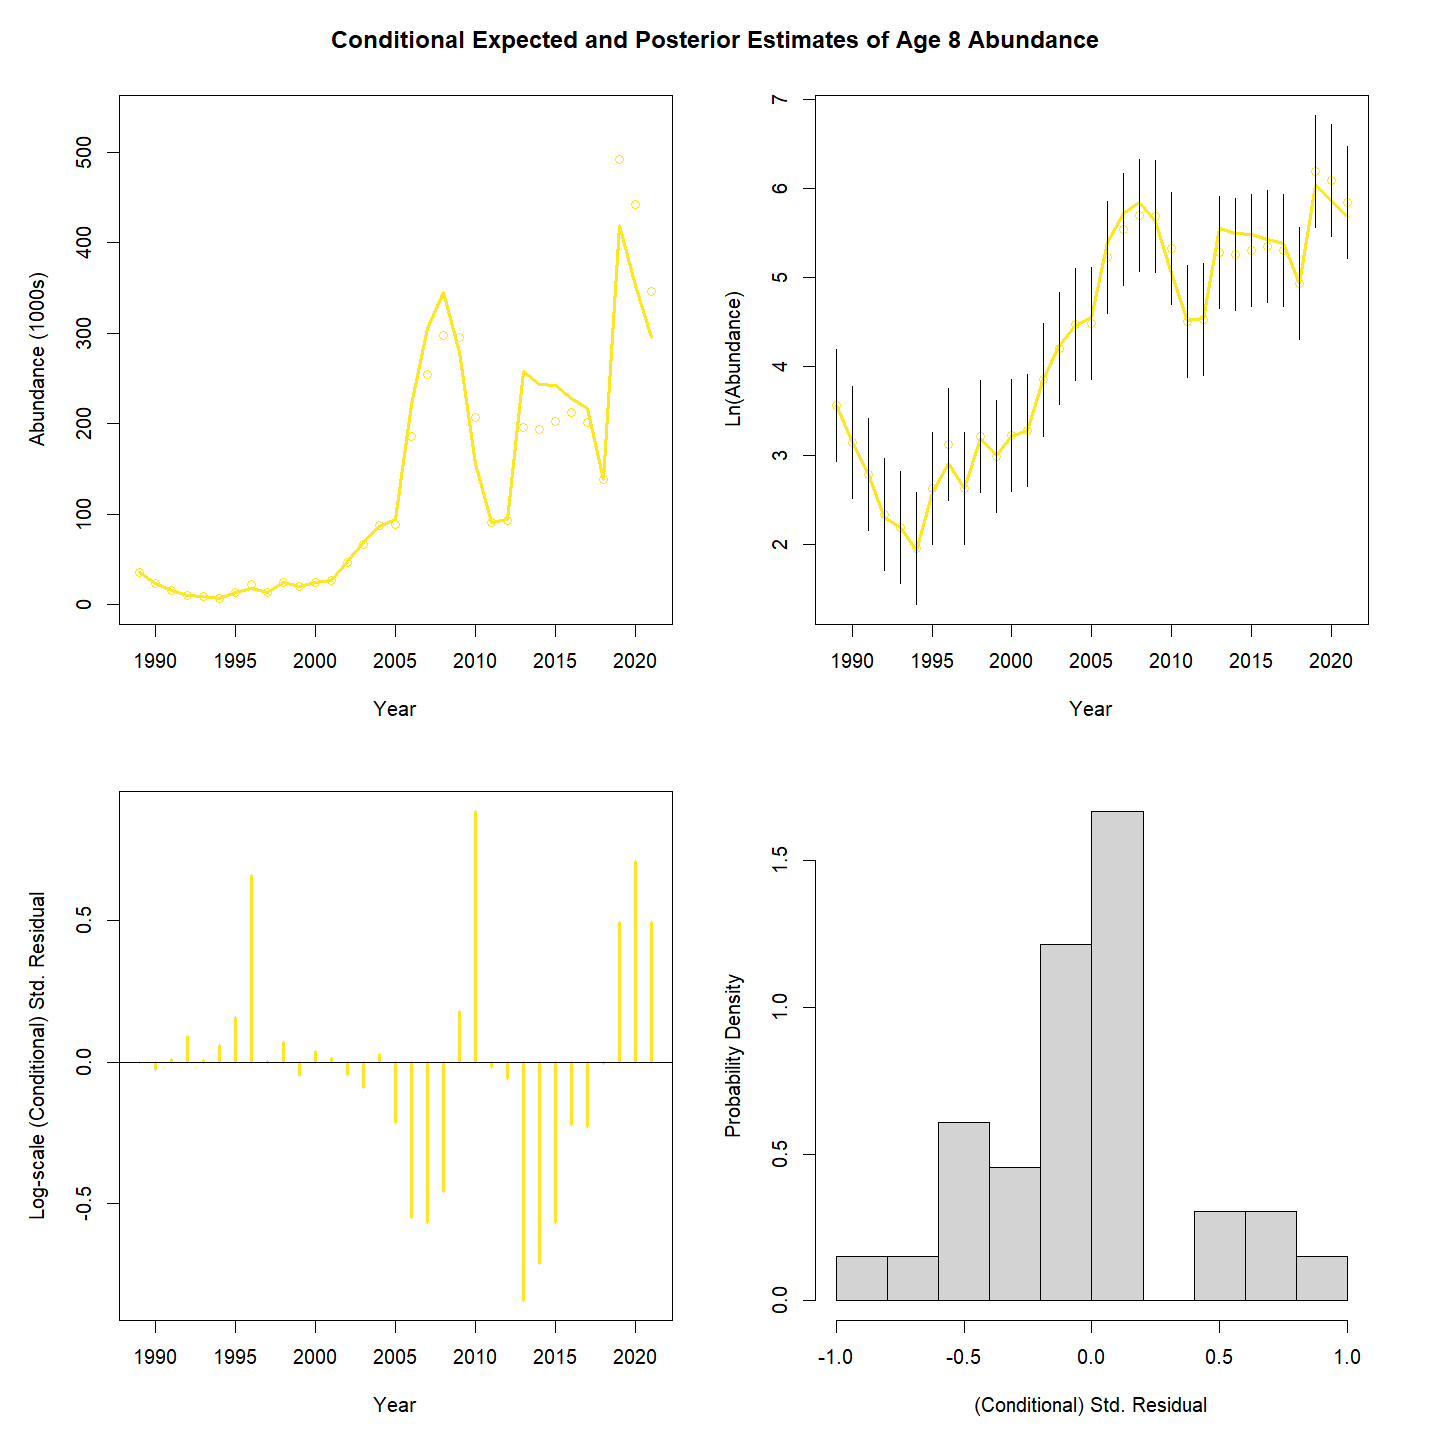 Conditional Expected and Posterior Estimates of Age 8 Abundance
Abundance (1000s)
500
400
300
200
100
0
1990 1995 2000 2005 2010 2015 2020
Year
Ln(Abundance)
7
6
5
4
3
2
1990 1995 2000 2005 2010 2015 2020
Year
Log-scale (Conditional) Std. Residual
0.5
0.0
-0.5
1990 1995 2000 2005 2010 2015 2020
Year
Probability Density
1.5
1.0
0.5
0.0
-1.0 -0.5 0.0 0.5 1.0
(Conditional) Std. Residual